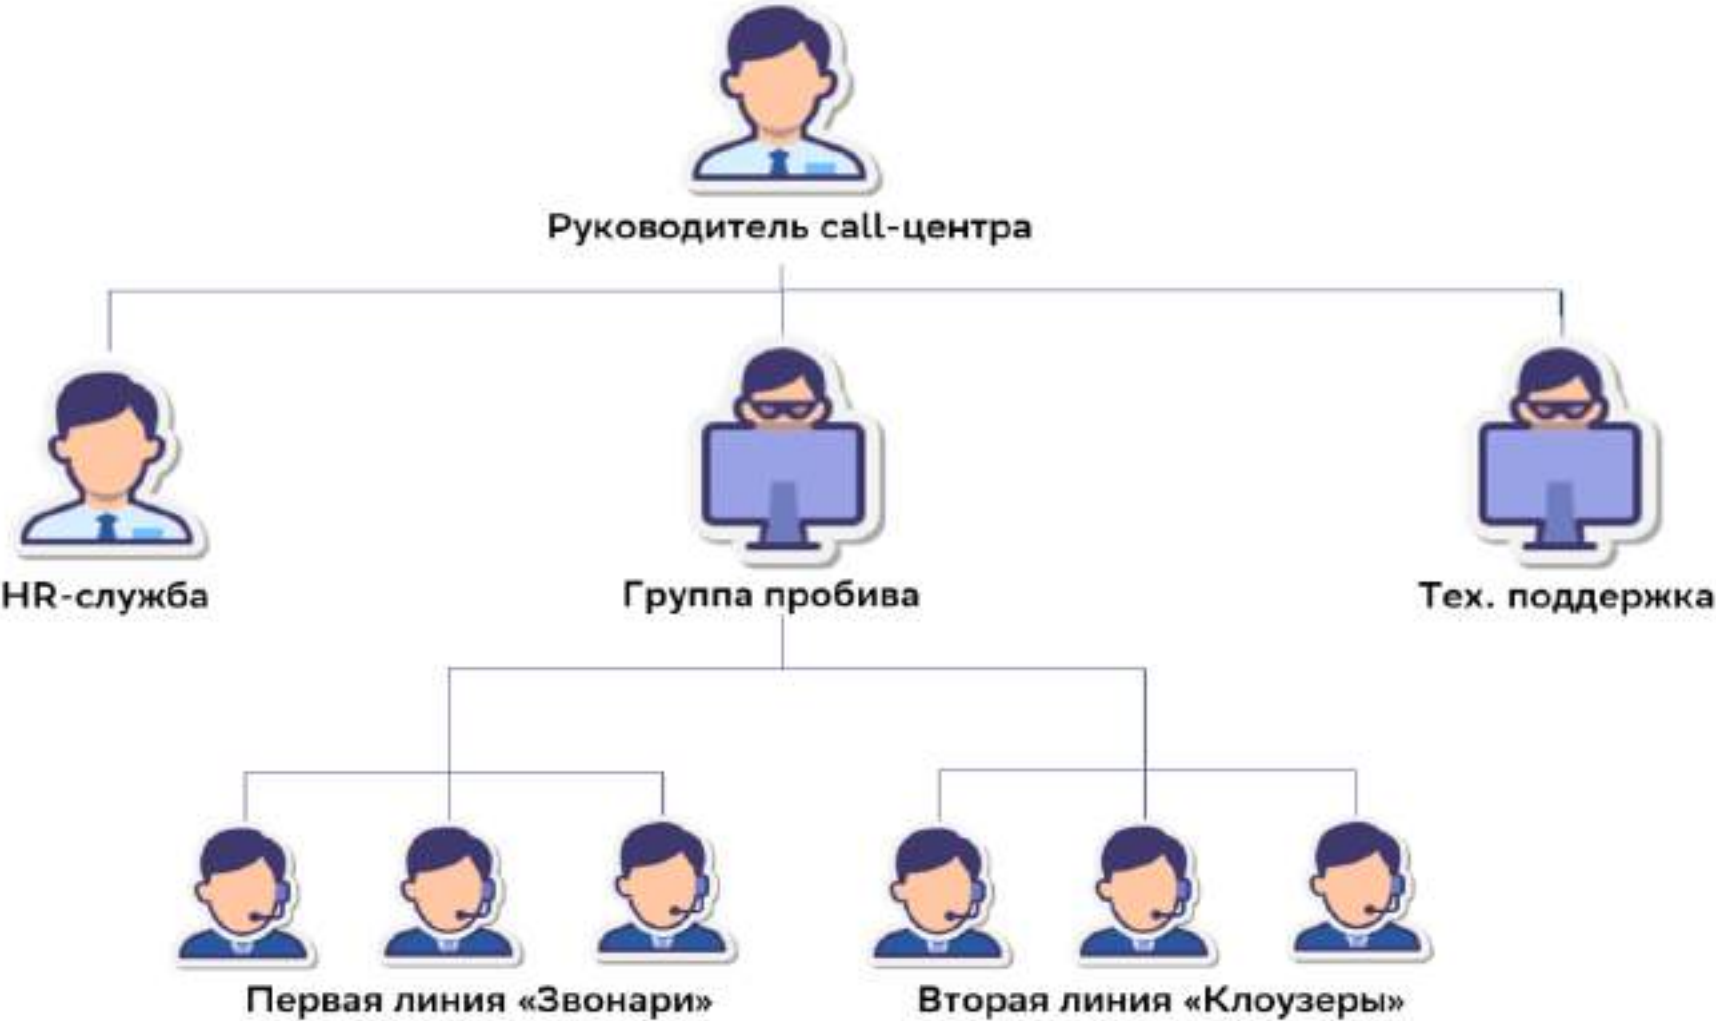 Руководитель call-центра
HR-служба
Группа пробива
Тех. поддержка
Первая линия «Звонари»
Вторая линия «Клоузеры»